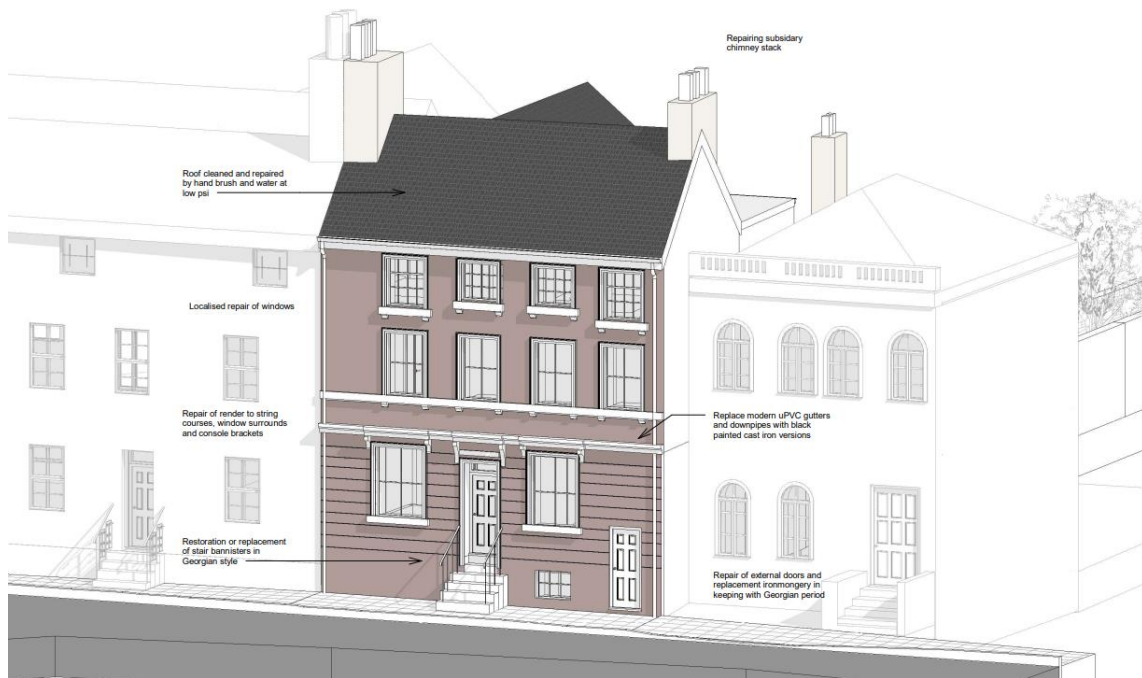 Repairing subsidary
chimney stack
Roof cleaned and repaired
by hand brush and water at
low psi
Localised repair of windows
Repair of render to string
courses, window surrounds
and console brackets
Replace modern uPVC gutters
and downpipes with black
painted cast iron versions
Restoration or replacement
of stair bannisters in
Georgian style
Repair of external doors and
replacement ironmongery in
keeping with Georgian period